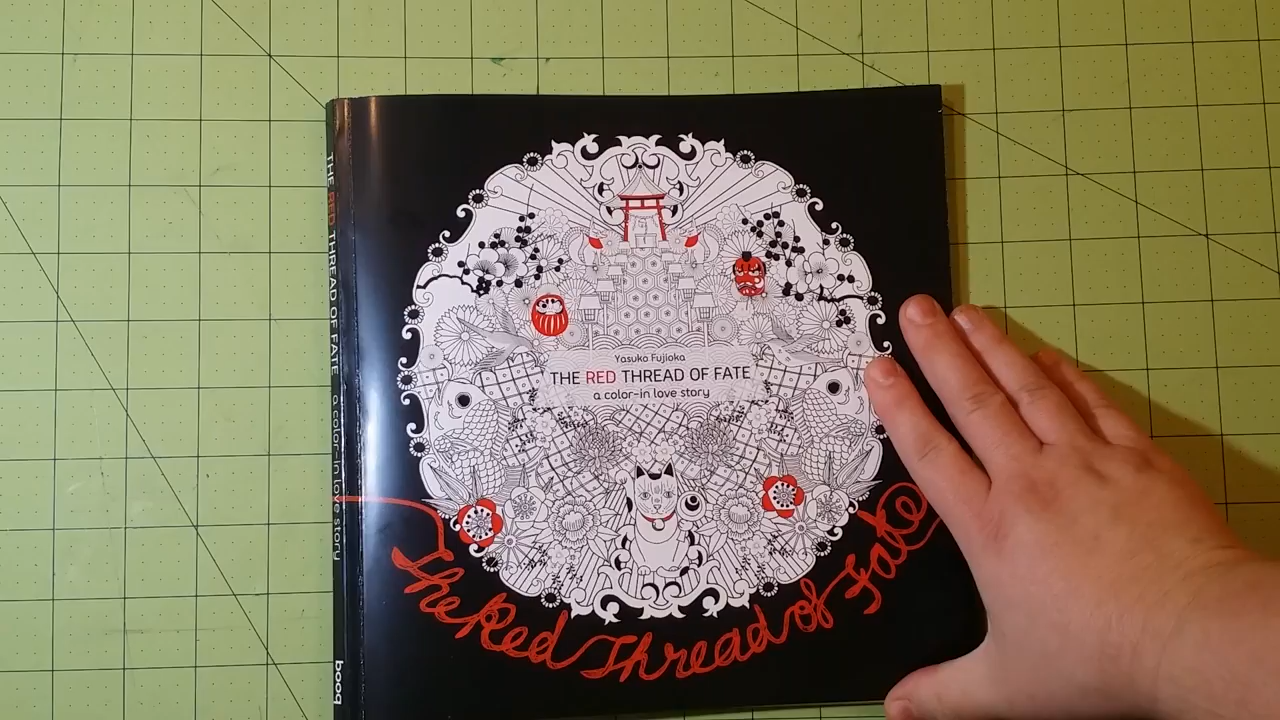 THE RED THREAD OF FATE a color-in love story
booq
Yasuko Fujioka
THE RED THREAD OF FATE
a color-in love story
The Red Thread of Fate